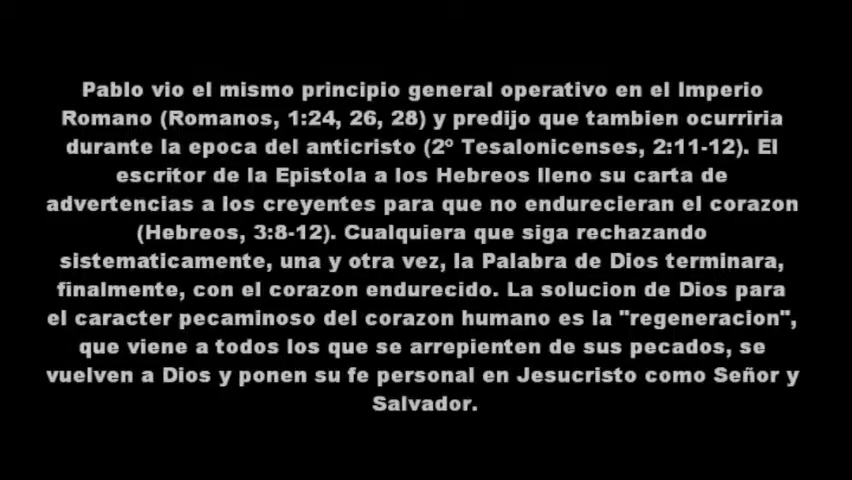 Pablo vio el mismo principio general operativo en el Imperio
Romano (Romanos, 1:24, 26, 28) y predijo que tambien ocurriria
durante la epoca del anticristo (2º Tesalonicenses, 2:11-12). El
escritor de la Epistola a los Hebreos lleno su carta de
advertencias a los creyentes para que no endurecieran el corazon
(Hebreos, 3:8-12). Cualquiera que siga rechazando
sistematicamente, una y otra vez, la Palabra de Dios terminara,
finalmente, con el corazon endurecido. La solucion de Dios para
el caracter pecaminoso del corazon humano es la "regeneracion",
que viene a todos los que se arrepienten de sus pecados, se
vuelven a Dios y ponen su fe personal en Jesucristo como Señor y
Salvador.